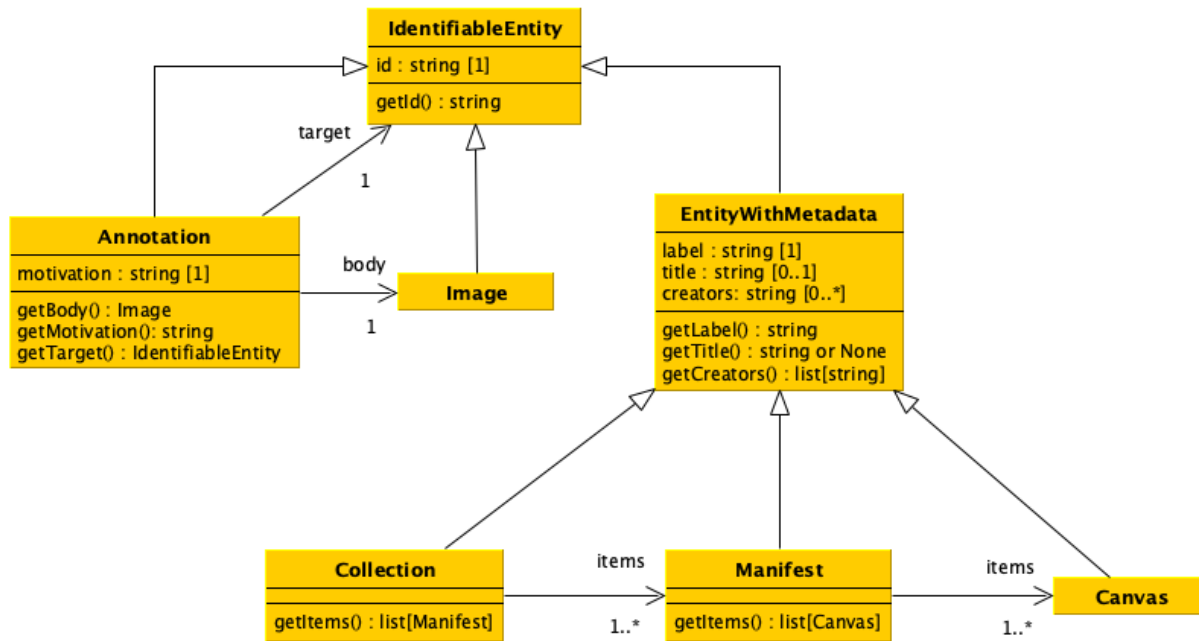 IdentifiableEntity
id : string [1]
getId() : string
target
1
Annotation
motivation : string [1]
getBody() : Image
getMotivation(): string
getTarget() : IdentifiableEntity
body
1
Image
EntityWithMetadata
label : string [1]
title : string [0..1]
creators: string [0..*]
getLabel() : string
getTitle() : string or None
getCreators() : list[string]
Collection
getItems() : list[Manifest]
items
1..*
Manifest
getItems() : list[Canvas]
items
1..*
Canvas